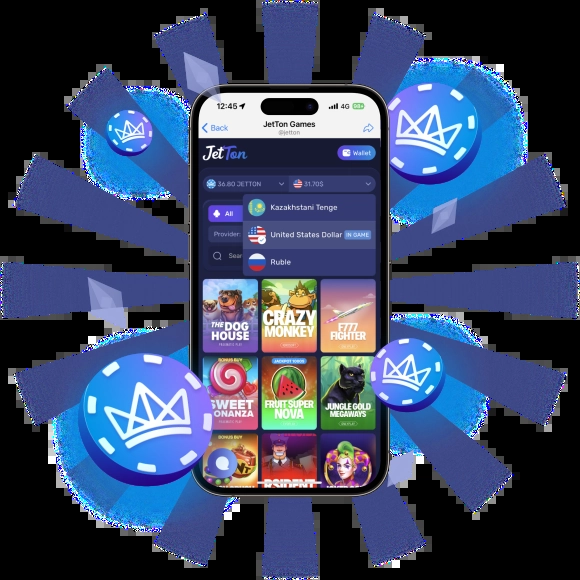 12:45
4G
98+
Back
JetTon Games
@jetton
JetTon
Wallet
36.80 JETTON
31.70$
All
Kazakhstani Tenge
Provider:
United States Dollar
IN GAME
Sear
Ruble
THE DOG HOUSE
CRAZY MONKEY
F777 FIGHTER
BONUS BUY
SWEET BONANZA
JACKPOT 1000TH
FRUIT SUPER NOVA
JUNGLE GOLD MEGAWAYS
BONUS BUY